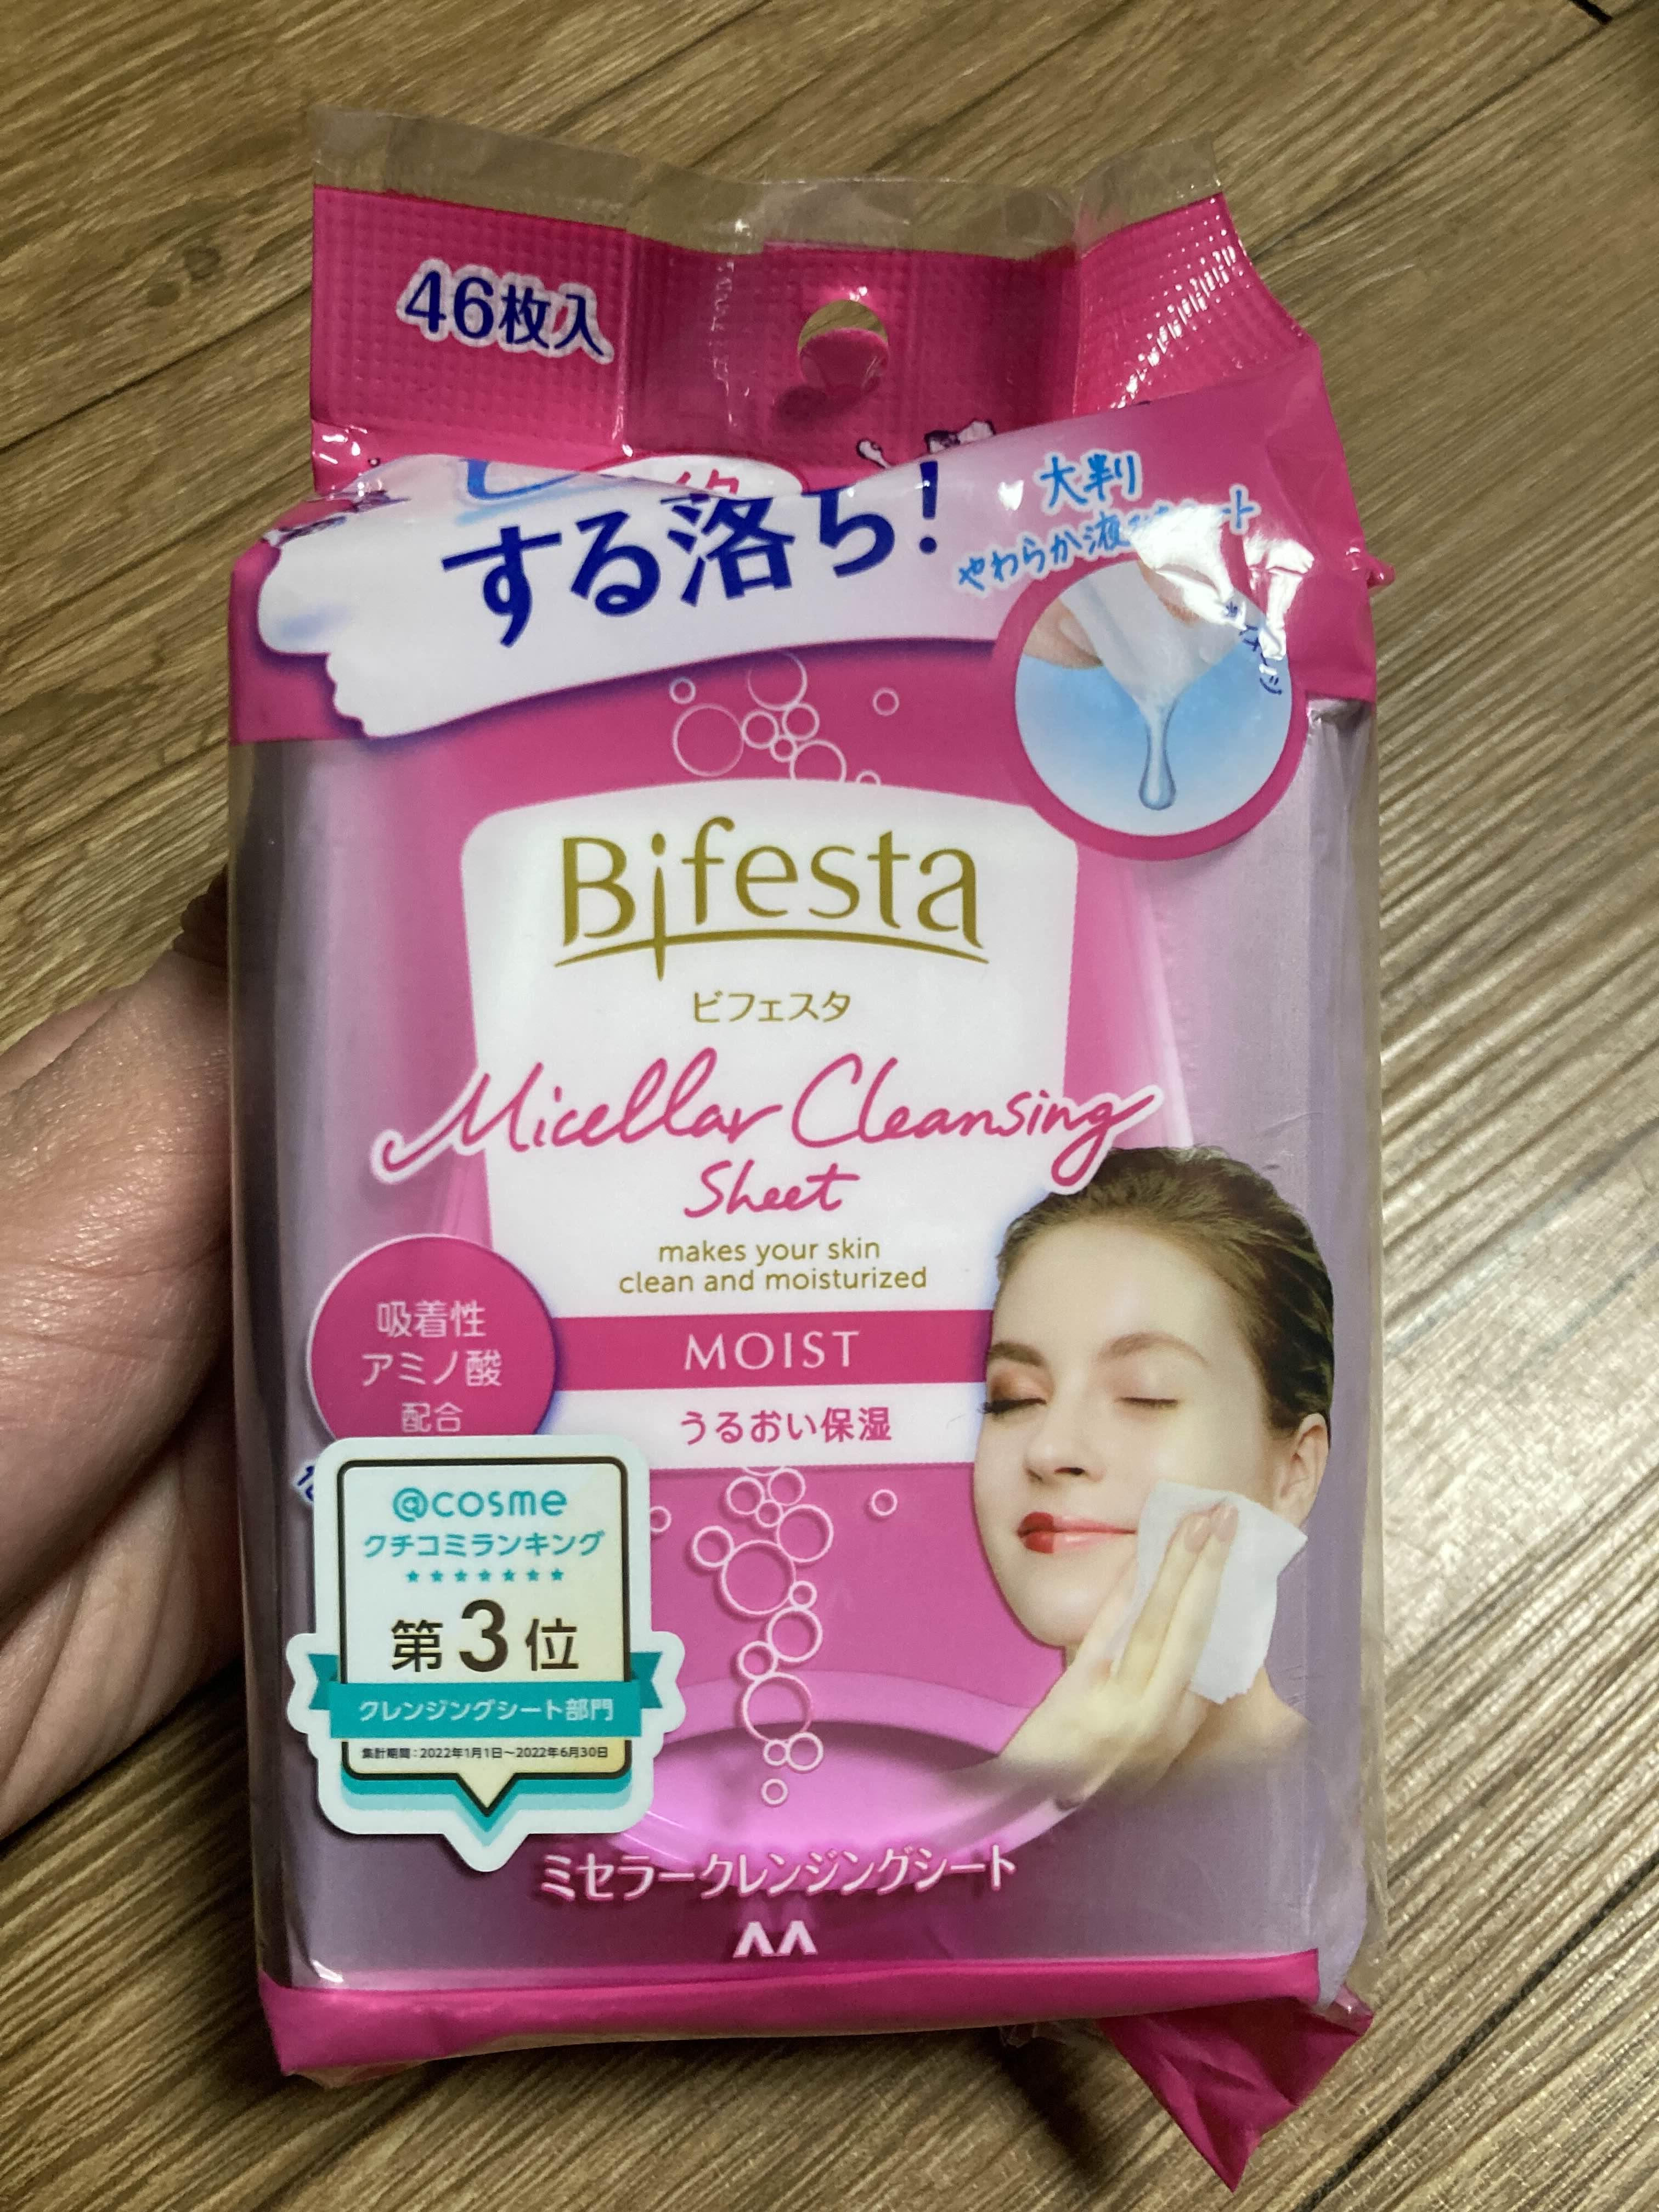 46枚入
する落ち!
大判
やわらか液
Bifesta
ビフェスタ
Micellar Cleansing
Sheet
makes your skin
clean and moisturized
MOIST
うるおい保湿
吸着性
アミノ酸
配合
@cosme
クチコミランキング
第3位
クレンジングシート部門
集計期間:2022年1月1日~2022年6月30日
ミセラークレンジングシート